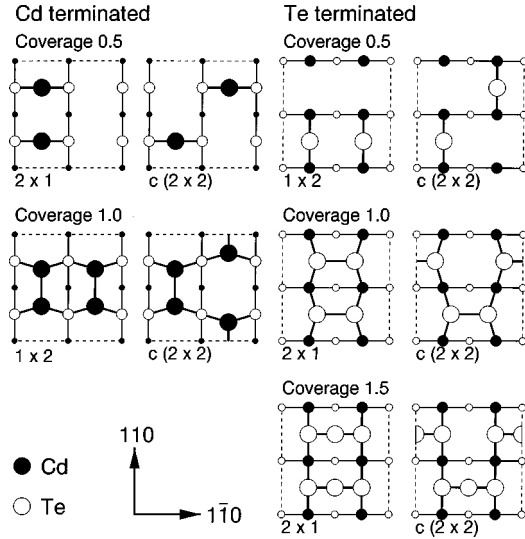 Cd terminated
Coverage 0.5
2 x 1
c (2 x 2)
Coverage 1.0
1 x 2
c (2 x 2)
Te terminated
Coverage 0.5
1 x 2
c (2 x 2)
Coverage 1.0
2 x 1
c (2 x 2)
Coverage 1.5
2 x 1
c (2 x 2)
Cd
Te
110
11̄0